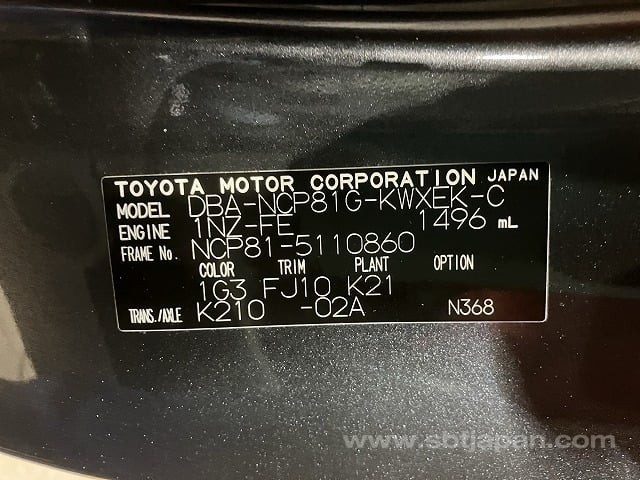 TOYOTA MOTOR CORPORATION JAPAN
MODEL DBA-NCP81G-KWXEK-C
ENGINE 1NZ-FE 1496 mL
FRAME No. NCP81-5110860
COLOR TRIM PLANT OPTION
1G3 FJ10 K21
TRANS./AXLE K210 -02A N368
www.sbtjapan.com